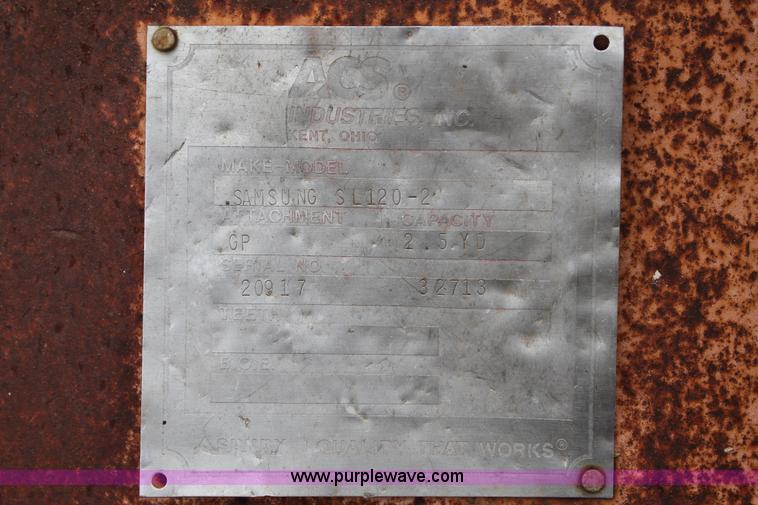 ACS®
INDUSTRIES, INC.
KENT, OHIO
MAKE-MODEL
SAMSUNG SL120-2
ATTACHMENT CAPACITY
GP 2.5 YD
SERIAL NO.
20917 32713
TEETH
B.O.E.
QUALITY THAT WORKS®
www.purplewave.com